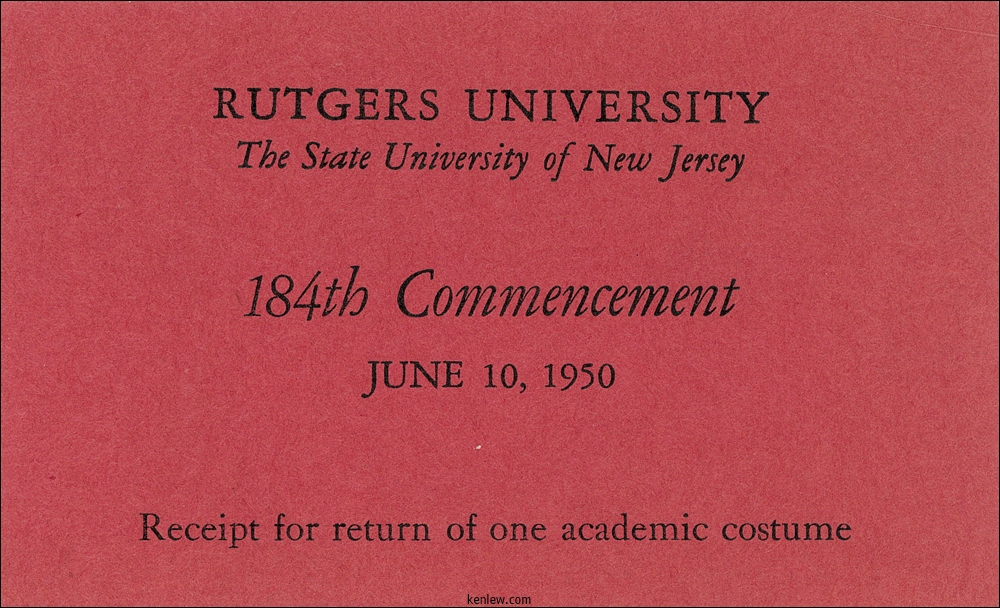 RUTGERS UNIVERSITY
The State University of New Jersey
184th Commencement
JUNE 10, 1950
Receipt for return of one academic costume
kenlew.com